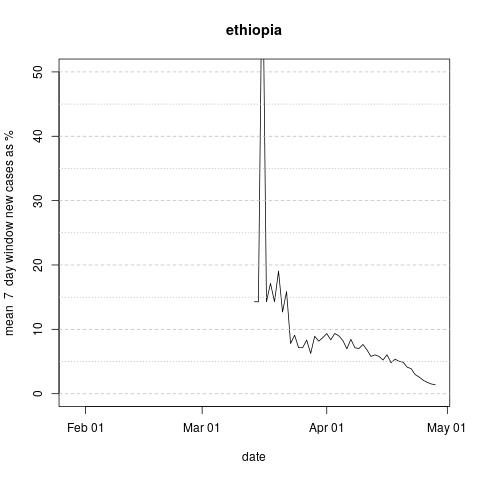 ethiopia
mean 7 day window new cases as %
50
40
30
20
10
0
Feb 01
Mar 01
Apr 01
May 01
date